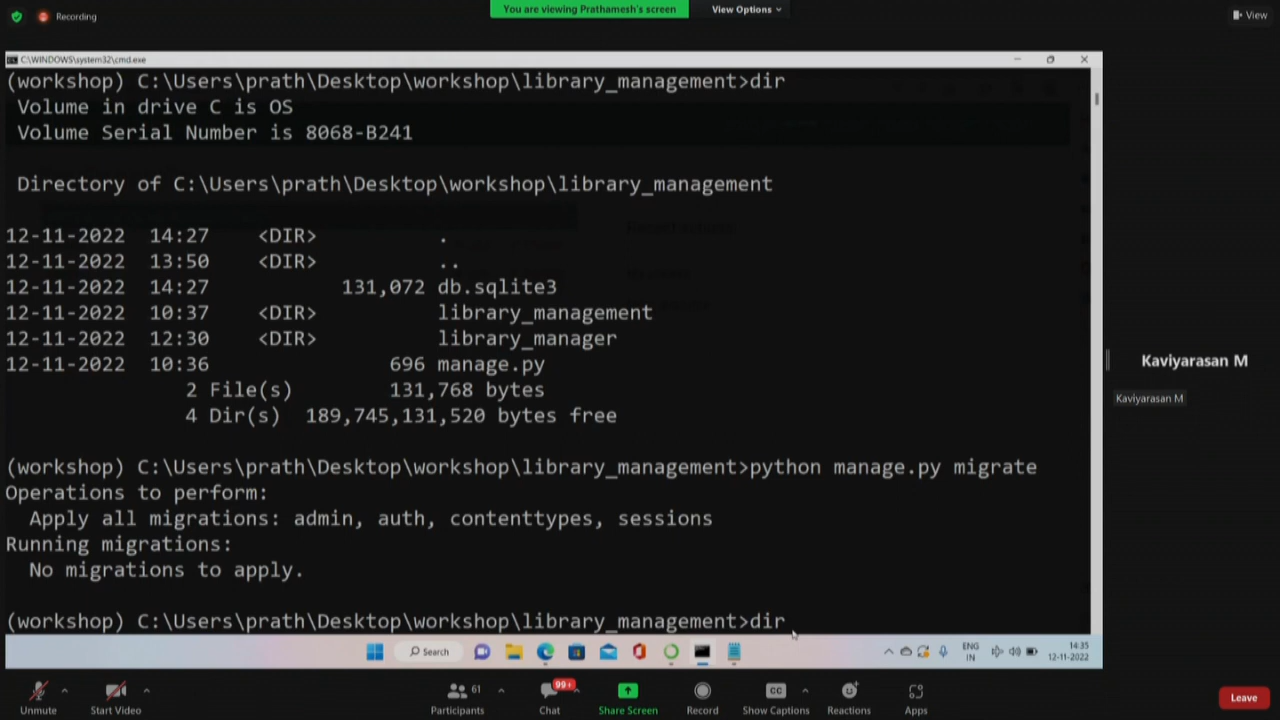 Recording
You are viewing Prathamesh's screen
View Options
View
C:\WINDOWS\system32\cmd.exe
(workshop) C:\Users\prath\Desktop\workshop\library_management>dir
Volume in drive C is OS
Volume Serial Number is 8068-B241
Directory of C:\Users\prath\Desktop\workshop\library_management
12-11-2022 14:27 <DIR> .
12-11-2022 13:50 <DIR> ..
12-11-2022 14:27 131,072 db.sqlite3
12-11-2022 10:37 <DIR> library_management
12-11-2022 12:30 <DIR> library_manager
12-11-2022 10:36 696 manage.py
2 File(s) 131,768 bytes
4 Dir(s) 189,745,131,520 bytes free
(workshop) C:\Users\prath\Desktop\workshop\library_management>python manage.py migrate
Operations to perform:
Apply all migrations: admin, auth, contenttypes, sessions
Running migrations:
No migrations to apply.
(workshop) C:\Users\prath\Desktop\workshop\library_management>dir
Kaviyarasan M
Kaviyarasan M
Search
ENG
IN
14:35
12-11-2022
Unmute
Start Video
61
Participants
99+
Chat
Share Screen
Record
CC
Show Captions
Reactions
Apps
Leave